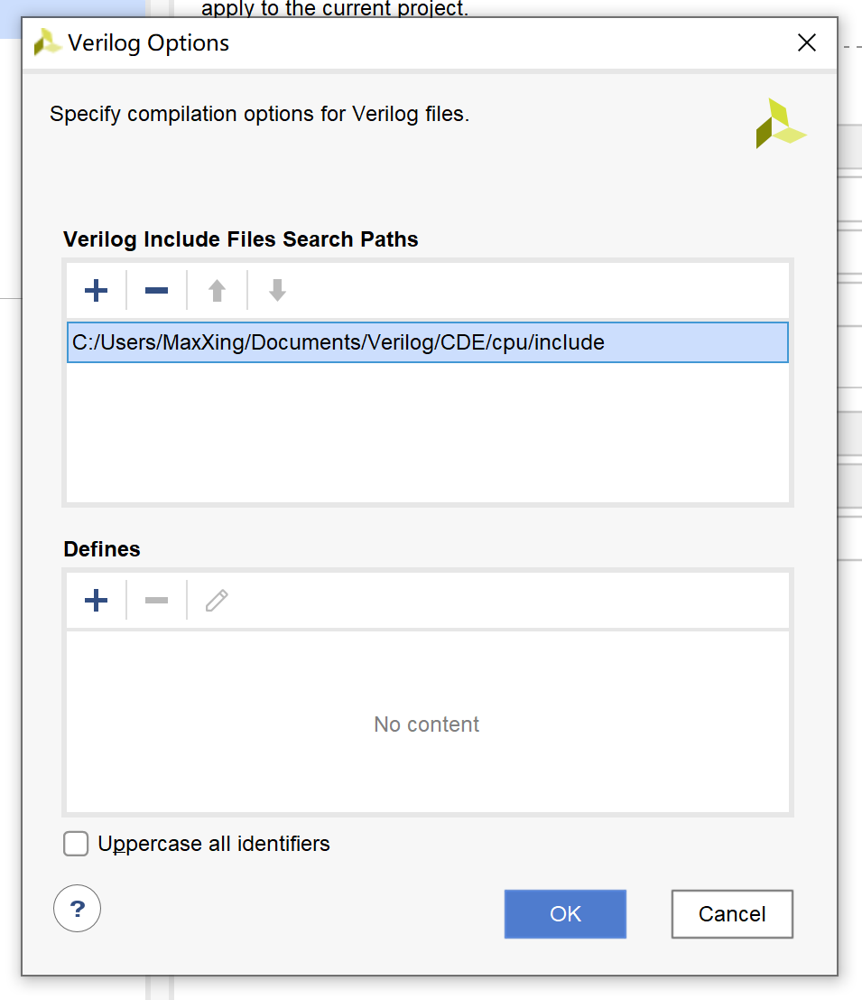 apply to the current project.
Verilog Options
Specify compilation options for Verilog files.
Verilog Include Files Search Paths
C:/Users/MaxXing/Documents/Verilog/CDE/cpu/include
Defines
No content
Uppercase all identifiers
?
OK
Cancel